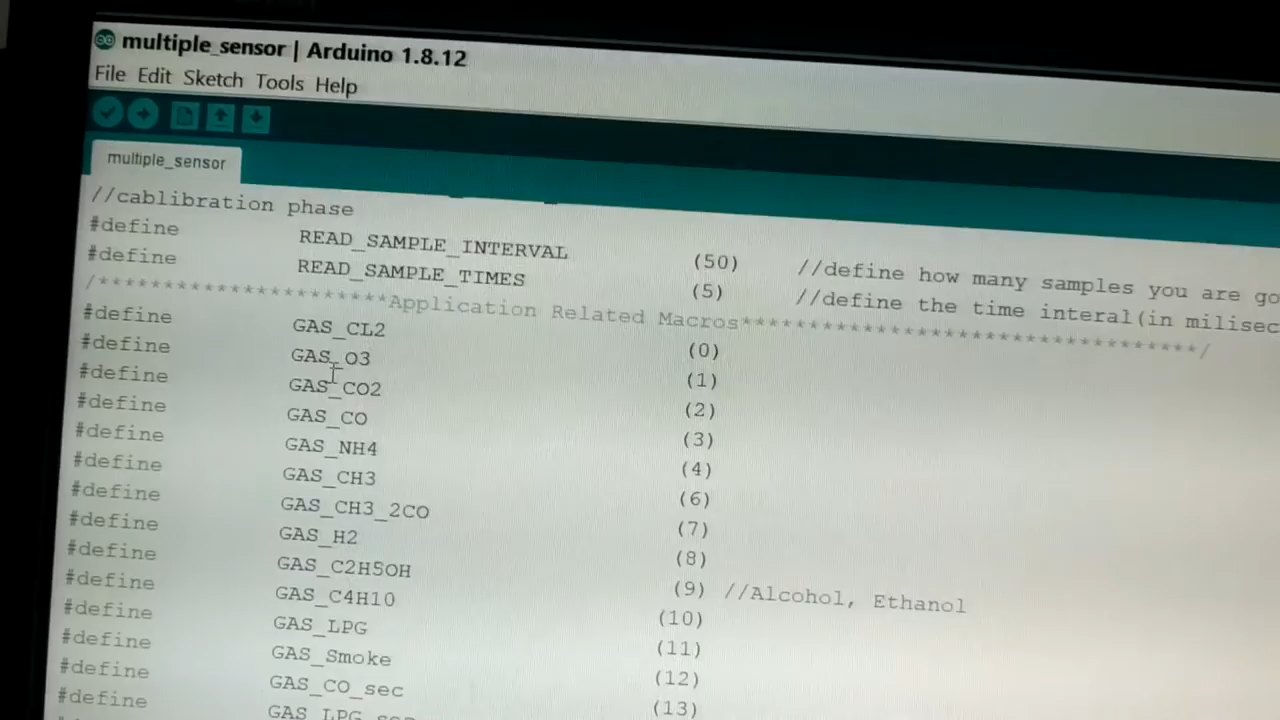 multiple_sensor | Arduino 1.8.12
File Edit Sketch Tools Help
multiple_sensor
//cablibration phase
#define READ_SAMPLE_INTERVAL (50) //define how many samples you are go
#define READ_SAMPLE_TIMES (5) //define the time interal(in milisec
/**********************Application Related Macros***********************************/
#define GAS_CL2 (0)
#define GAS_O3 (1)
#define GAS_CO2 (2)
#define GAS_CO (3)
#define GAS_NH4 (4)
#define GAS_CH3 (6)
#define GAS_CH3_2CO (7)
#define GAS_H2 (8)
#define GAS_C2H5OH (9) //Alcohol, Ethanol
#define GAS_C4H10 (10)
#define GAS_LPG (11)
#define GAS_Smoke (12)
#define GAS_CO_sec (13)
#define